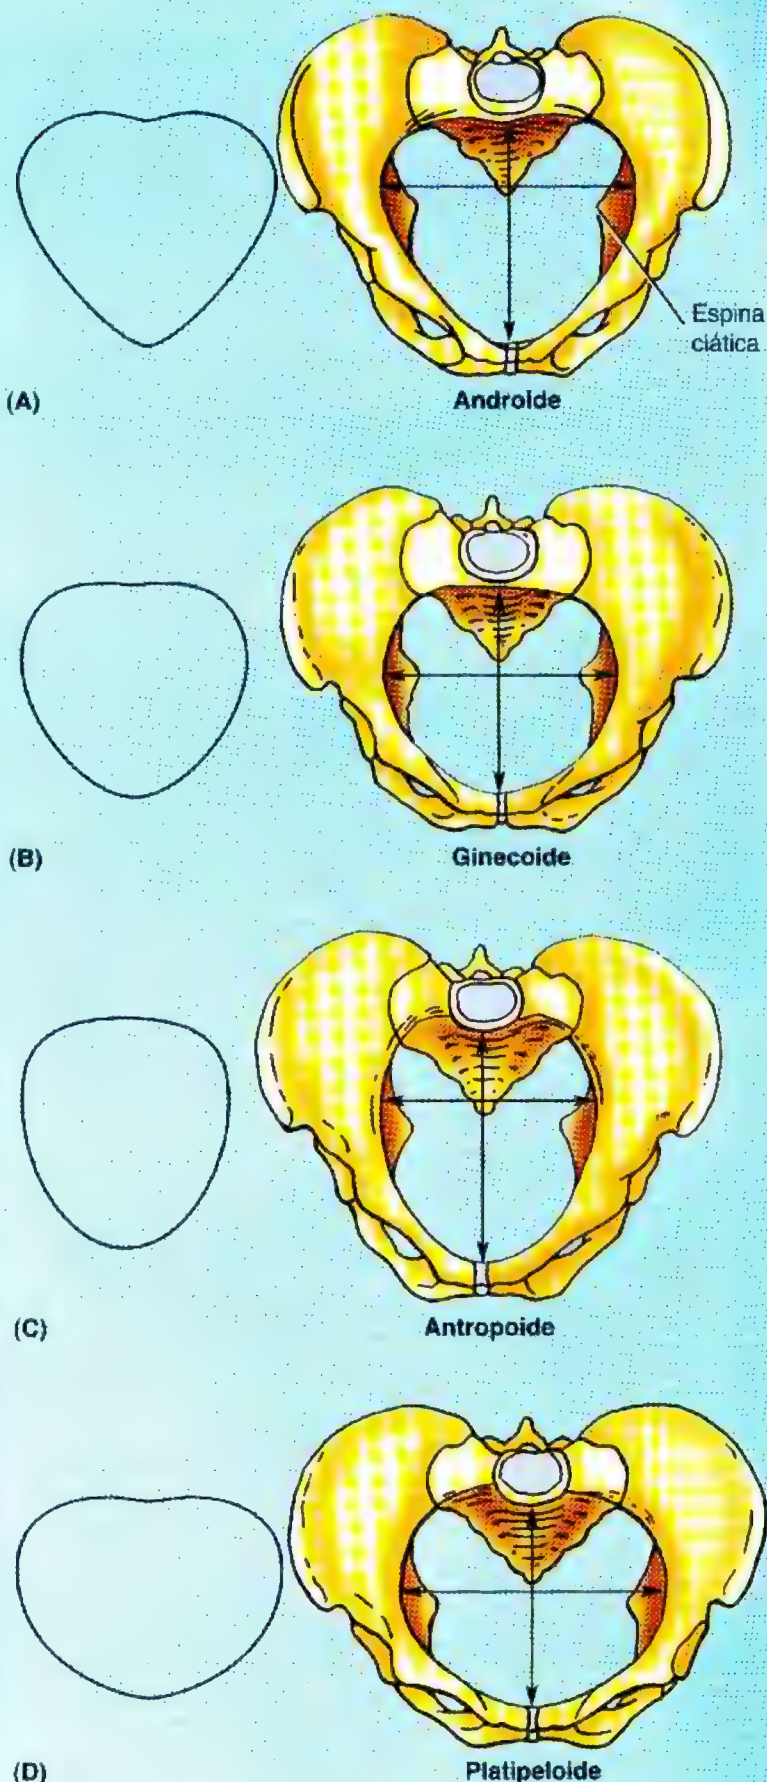 Espina
ciática
(A)
Androide
(B)
Ginecoide
(C)
Antropoide
(D)
Platipeloide